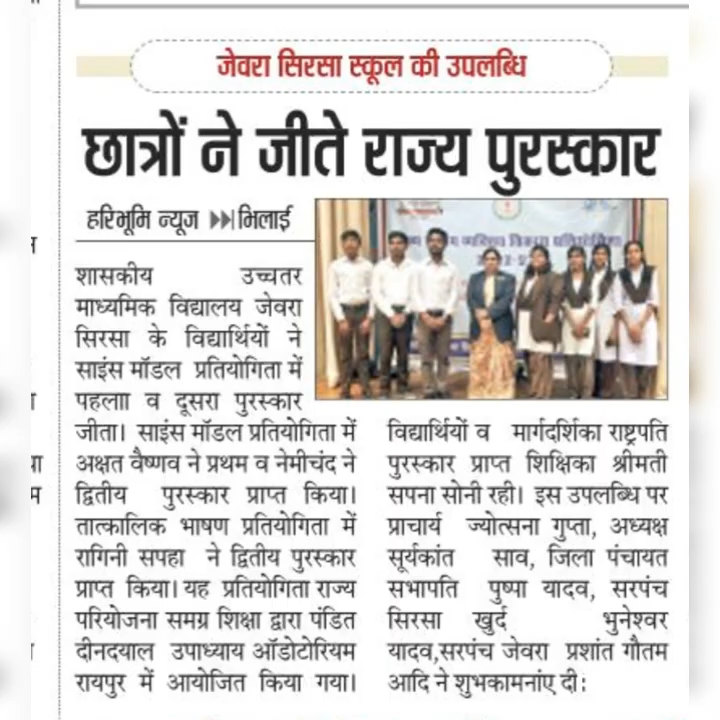 जेवरा सिरसा स्कूल की उपलब्धि
छात्रों ने जीते राज्य पुरस्कार
हरिभूमि न्यूज ▶▶| भिलाई
शासकीय उच्चतर
माध्यमिक विद्यालय जेवरा
सिरसा के विद्यार्थियों ने
साइंस मॉडल प्रतियोगिता में
पहलाा व दूसरा पुरस्कार
जीता। साइंस मॉडल प्रतियोगिता में
अक्षत वैष्णव ने प्रथम व नेमीचंद ने
द्वितीय पुरस्कार प्राप्त किया।
तात्कालिक भाषण प्रतियोगिता में
रागिनी सपहा ने द्वितीय पुरस्कार
प्राप्त किया। यह प्रतियोगिता राज्य
परियोजना समग्र शिक्षा द्वारा पंडित
दीनदयाल उपाध्याय ऑडोटोरियम
रायपुर में आयोजित किया गया।
विद्यार्थियों व मार्गदर्शिका राष्ट्रपति
पुरस्कार प्राप्त शिक्षिका श्रीमती
सपना सोनी रही। इस उपलब्धि पर
प्राचार्य ज्योत्सना गुप्ता, अध्यक्ष
सूर्यकांत साव, जिला पंचायत
सभापति पुष्पा यादव, सरपंच
सिरसा खुर्द भुनेश्वर
यादव,सरपंच जेवरा प्रशांत गौतम
आदि ने शुभकामनांए दी: